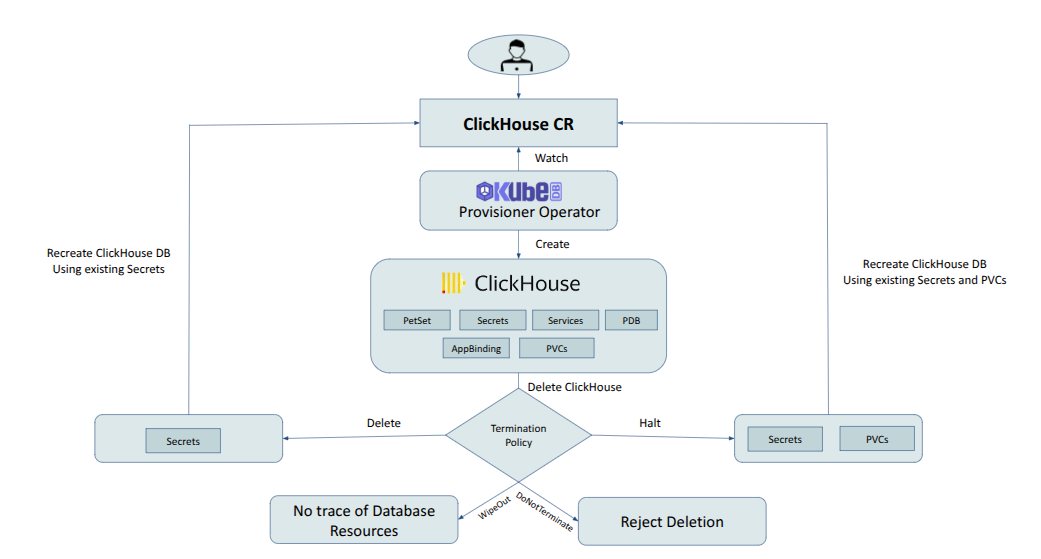 ClickHouse CR
Watch
KUbe DB
Provisioner Operator
Create
Recreate ClickHouse DB
Using existing Secrets
Recreate ClickHouse DB
Using existing Secrets and PVCs
ClickHouse
PetSet
Secrets
Services
PDB
AppBinding
PVCs
Delete ClickHouse
Termination
Policy
Delete
Halt
Secrets
Secrets
PVCs
WipeOut
DoNotTerminate
No trace of Database
Resources
Reject Deletion